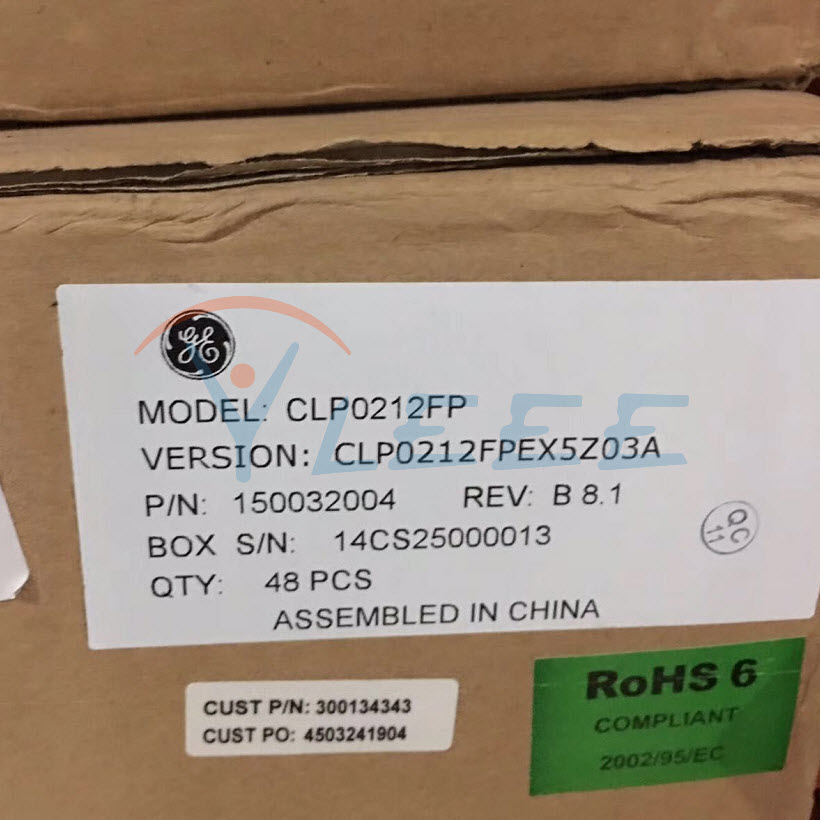 GE
YLEEE
MODEL: CLP0212FP
VERSION: CLP0212FPEX5Z03A
P/N: 150032004 REV: B 8.1
BOX S/N: 14CS25000013
QTY: 48 PCS
ASSEMBLED IN CHINA
QC
11
CUST P/N: 300134343
CUST PO: 4503241904
RoHS 6
COMPLIANT
2002/95/EC